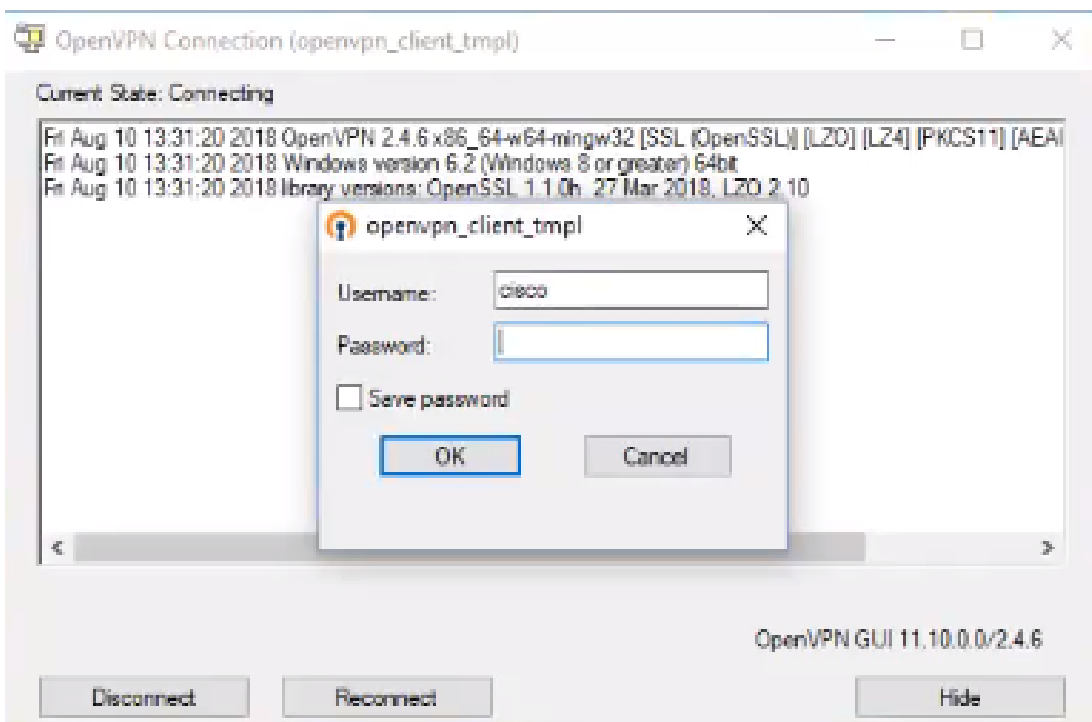 OpenVPN Connection (openvpn_client_tmpl)
Current State: Connecting
Fri Aug 10 13:31:20 2018 OpenVPN 2.4.6 x86_64-w64-mingw32 [SSL (OpenSSL)] [LZO] [LZ4] [PKCS11] [AEA
Fri Aug 10 13:31:20 2018 Windows version 6.2 (Windows 8 or greater) 64bit
Fri Aug 10 13:31:20 2018 library versions: OpenSSL 1.1.0h 27 Mar 2018, LZO 2.10
openvpn_client_tmpl
Username: cisco
Password:
Save password
OK Cancel
OpenVPN GUI 11.10.0.0/2.4.6
Disconnect Reconnect Hide